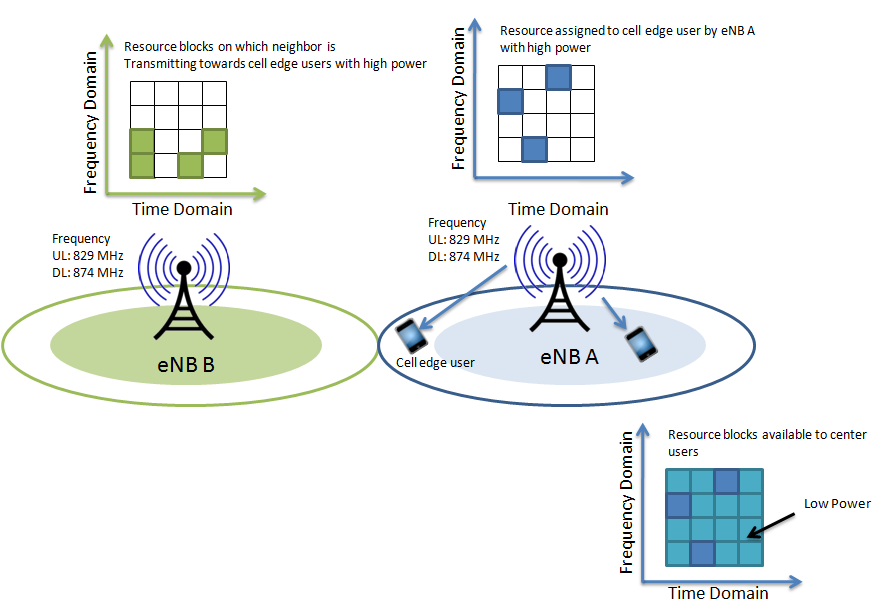 Resource blocks on which neighbor is
Transmitting towards cell edge users with high power
Frequency Domain
Time Domain
Resource assigned to cell edge user by eNB A
with high power
Frequency Domain
Time Domain
Frequency
UL: 829 MHz
DL: 874 MHz
Frequency
UL: 829 MHz
DL: 874 MHz
eNB B
Cell edge user
eNB A
Resource blocks available to center
users
Frequency Domain
Low Power
Time Domain